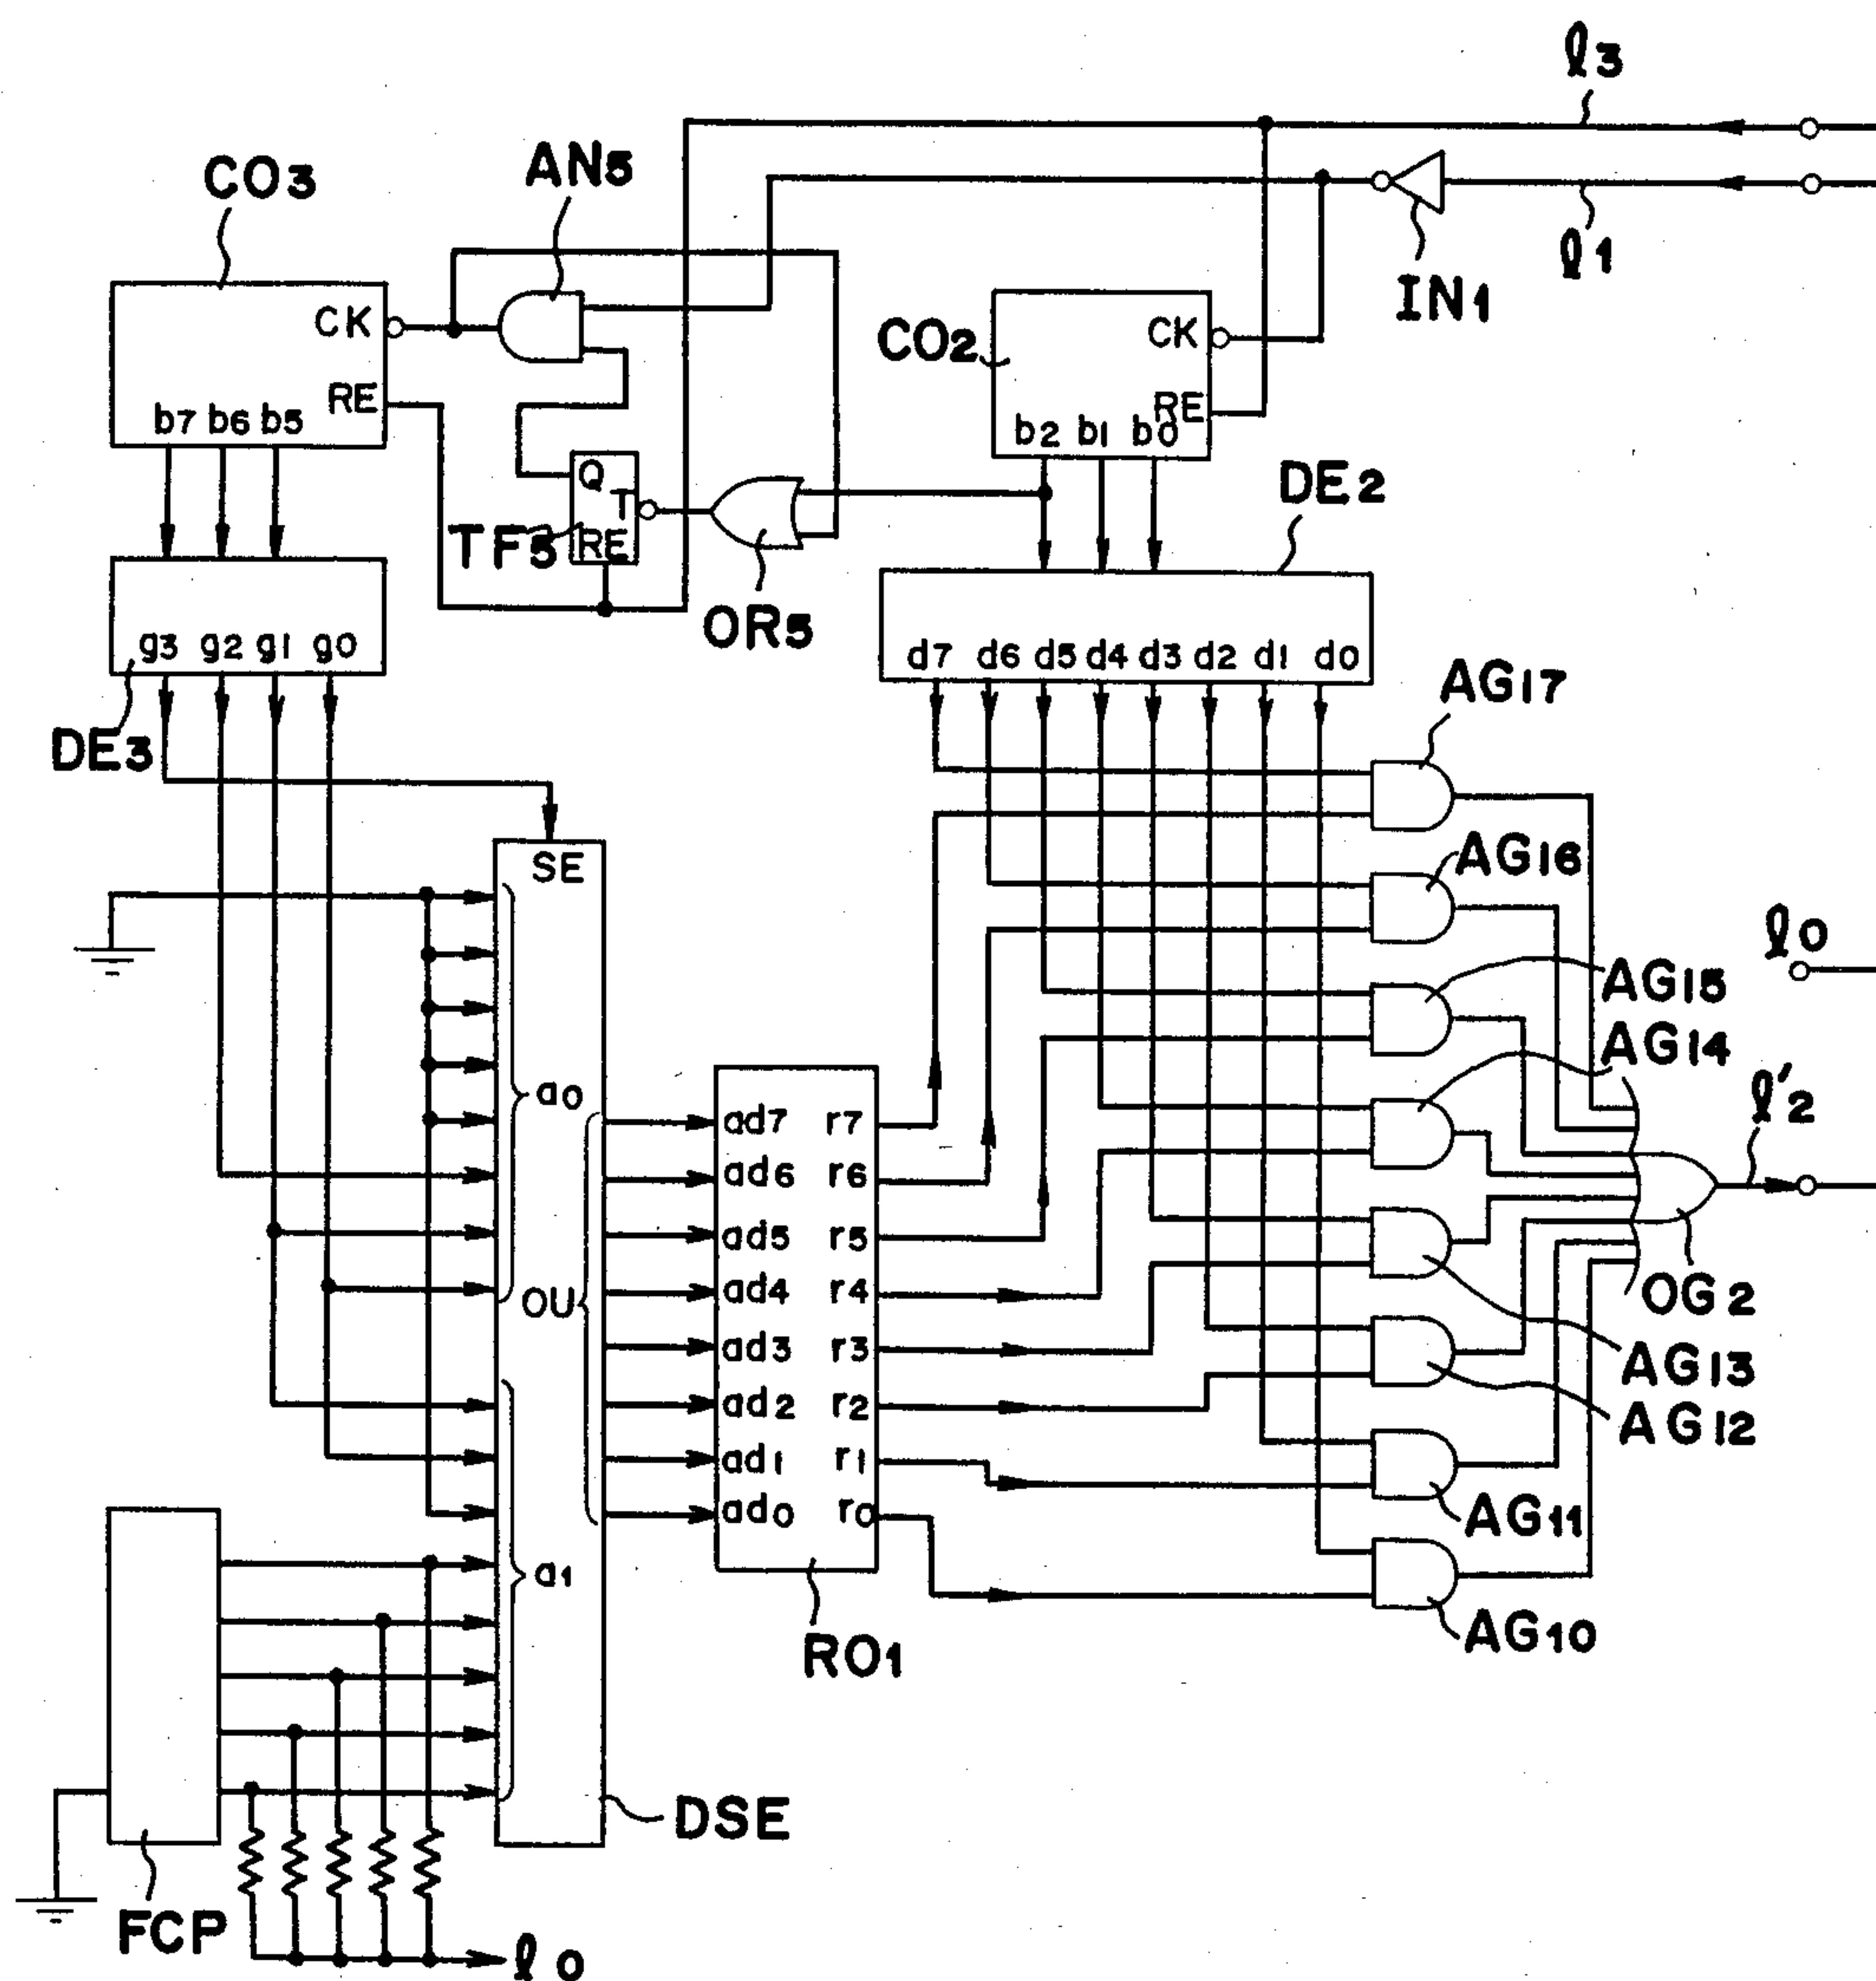 ℓ3
CO3
AN5
ℓ1
IN1
CK
CO2
CK
RE
RE
b7 b6 b5
b2 b1 b0
Q
T
RE
TF5
DE2
OR5
g3 g2 g1 g0
d7 d6 d5 d4 d3 d2 d1 d0
AG17
DE3
SE
AG16
ℓ0
AG15
AG14
a0
ℓ'2
ad7 r7
ad6 r6
ad5 r5
OU
ad4 r4
OG2
ad3 r3
AG13
ad2 r2
AG12
ad1 r1
ad0 r0
AG11
a1
AG10
RO1
DSE
FCP
ℓ0